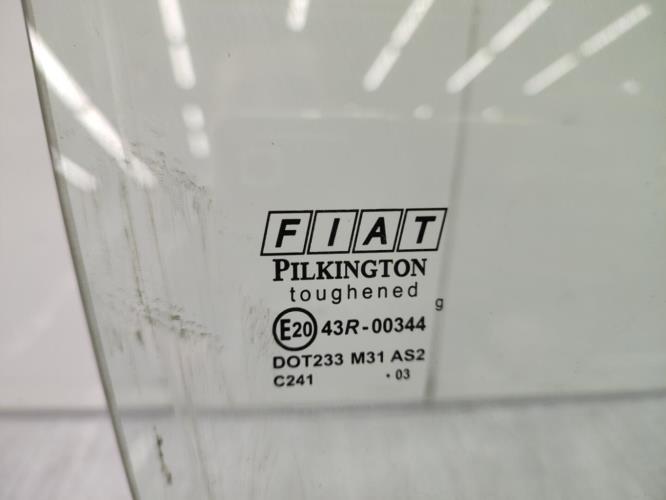 FIAT
PILKINGTON
toughened
g
E20 43R-00344
DOT233 M31 AS2
C241 • 03